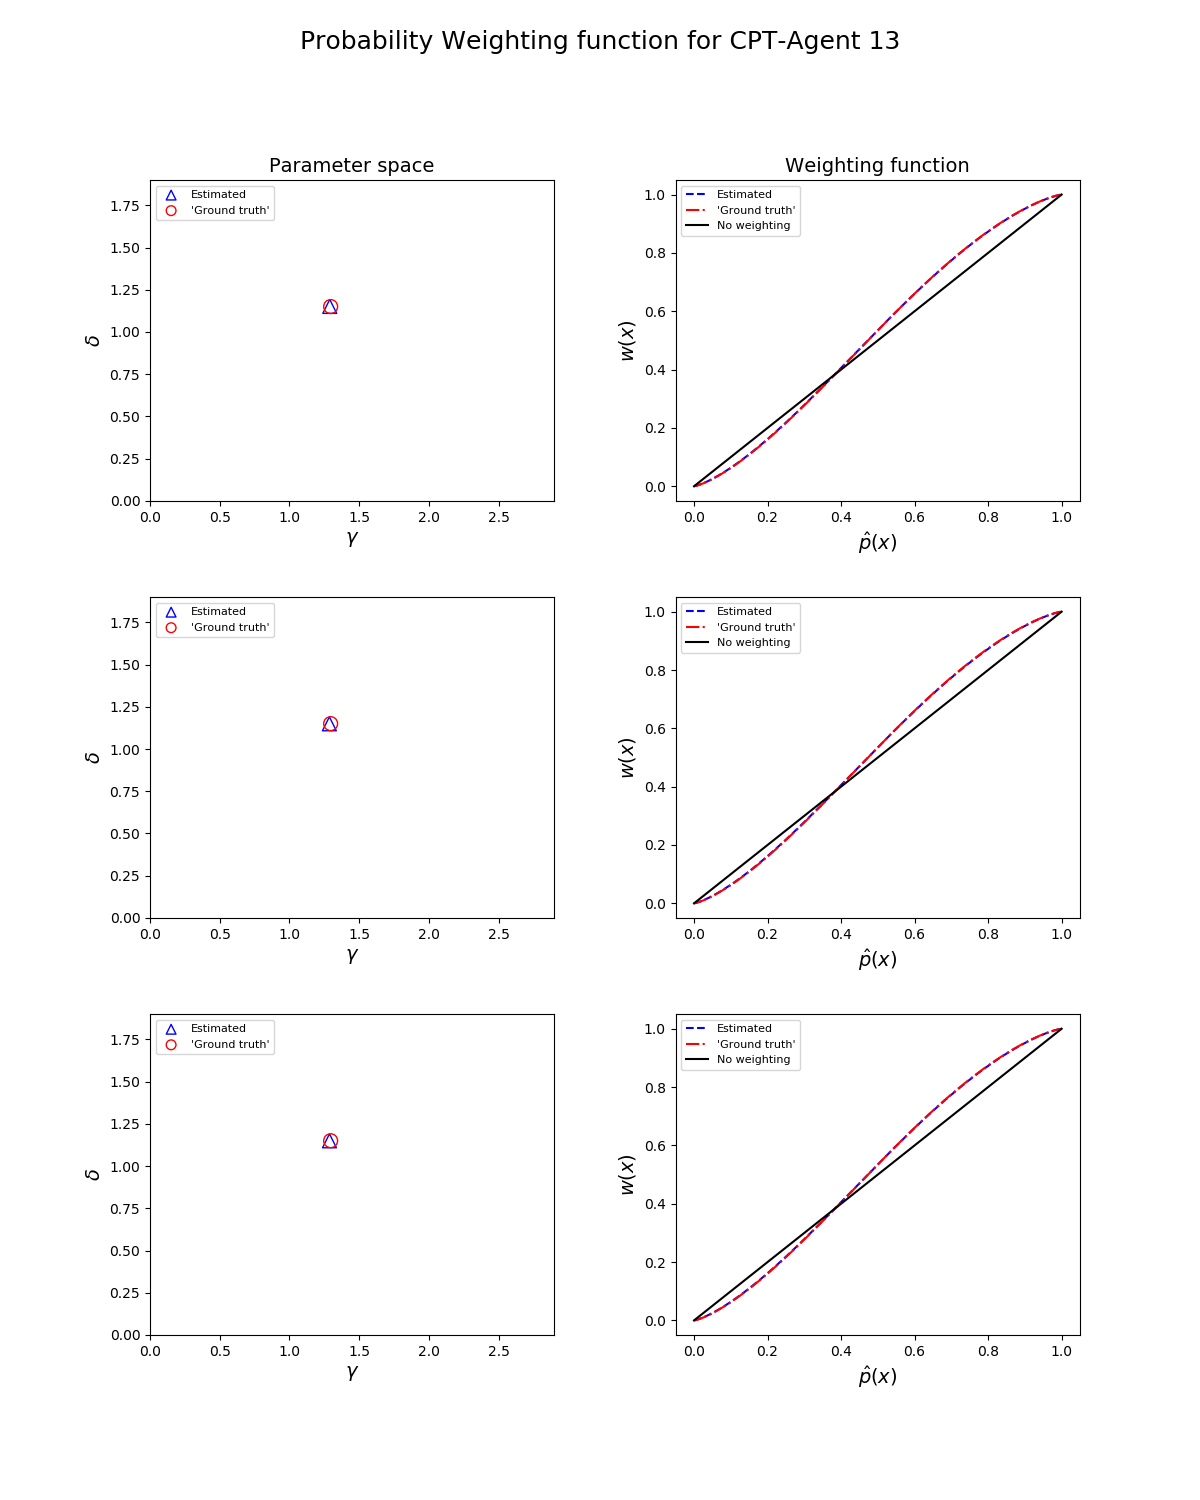 Probability Weighting function for CPT-Agent 13
Parameter space
Estimated
'Ground truth'
1.75
1.50
1.25
1.00
0.75
0.50
0.25
0.00
δ
0.0 0.5 1.0 1.5 2.0 2.5
γ
Weighting function
Estimated
'Ground truth'
No weighting
1.0
0.8
0.6
0.4
0.2
0.0
w(x)
0.0 0.2 0.4 0.6 0.8 1.0
p̂(x)
Estimated
'Ground truth'
1.75
1.50
1.25
1.00
0.75
0.50
0.25
0.00
δ
0.0 0.5 1.0 1.5 2.0 2.5
γ
Estimated
'Ground truth'
No weighting
1.0
0.8
0.6
0.4
0.2
0.0
w(x)
0.0 0.2 0.4 0.6 0.8 1.0
p̂(x)
Estimated
'Ground truth'
1.75
1.50
1.25
1.00
0.75
0.50
0.25
0.00
δ
0.0 0.5 1.0 1.5 2.0 2.5
γ
Estimated
'Ground truth'
No weighting
1.0
0.8
0.6
0.4
0.2
0.0
w(x)
0.0 0.2 0.4 0.6 0.8 1.0
p̂(x)